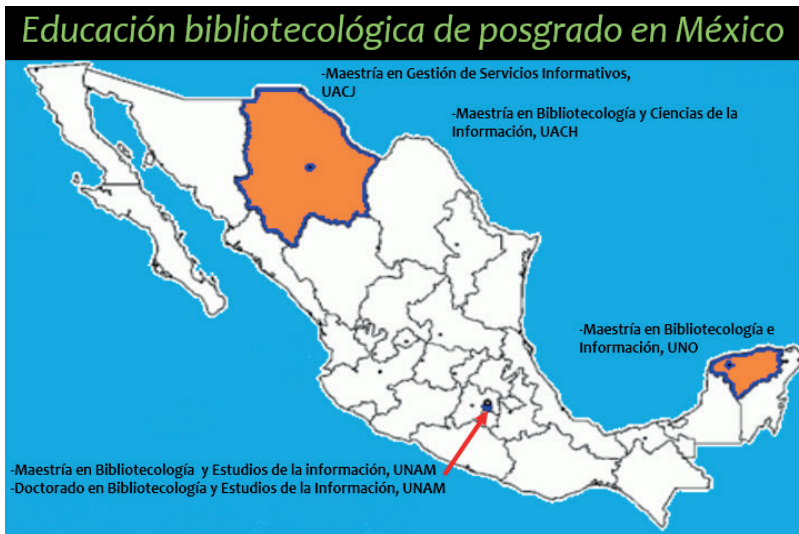 Educación bibliotecológica de posgrado en México
-Maestría en Gestión de Servicios Informativos,
UACJ
-Maestría en Bibliotecología y Ciencias de la
Información, UACH
-Maestría en Bibliotecología e
Información, UNO
-Maestría en Bibliotecología y Estudios de la información, UNAM
-Doctorado en Bibliotecología y Estudios de la Información, UNAM